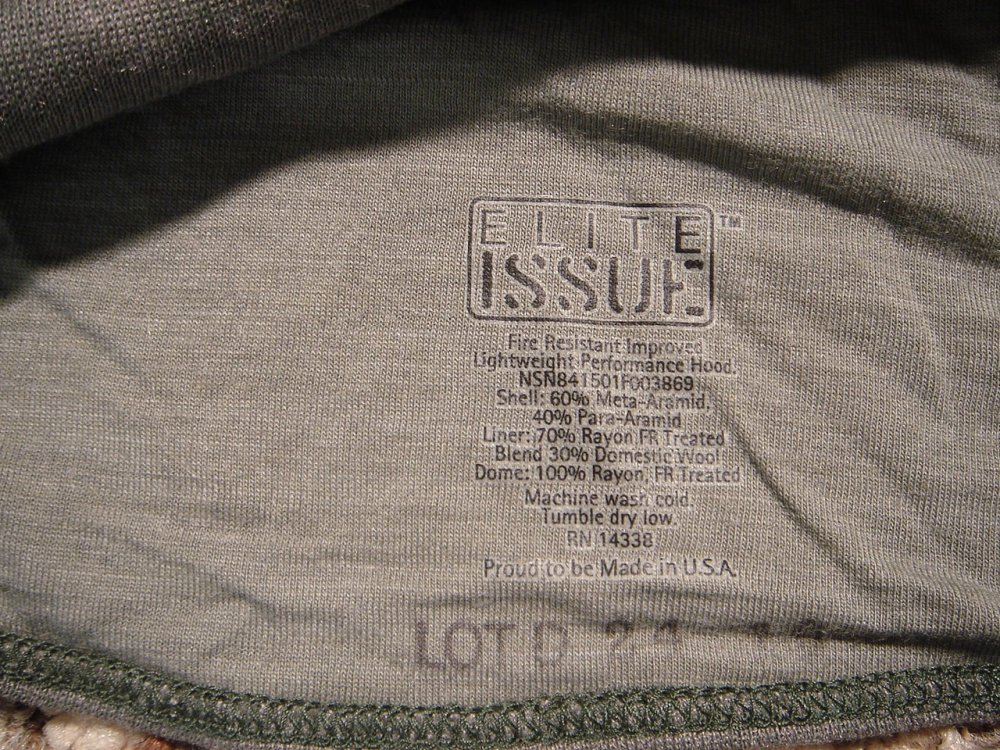 ELITE ™
ISSUE
Fire Resistant Improved
Lightweight Performance Hood.
NSN841501F003869
Shell: 60% Meta-Aramid,
40% Para-Aramid
Liner: 70% Rayon FR Treated
Blend 30% Domestic Wool
Dome: 100% Rayon, FR Treated
Machine wash cold.
Tumble dry low.
RN 14338
Proud to be Made in U.S.A.
LOT D